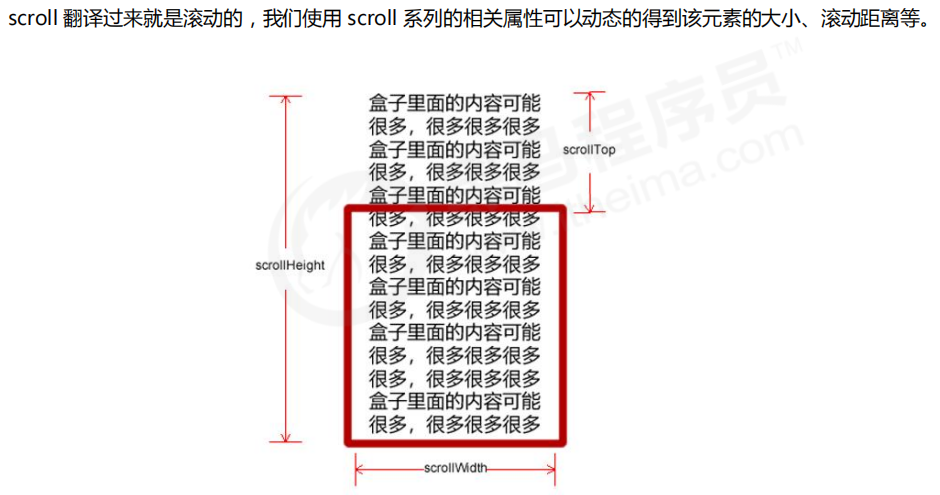 scroll 翻译过来就是滚动的，我们使用 scroll 系列的相关属性可以动态的得到该元素的大小、滚动距离等。
盒子里面的内容可能
很多，很多很多很多
盒子里面的内容可能
很多，很多很多很多
盒子里面的内容可能
很多，很多很多很多
盒子里面的内容可能
很多，很多很多很多
盒子里面的内容可能
很多，很多很多很多
盒子里面的内容可能
很多，很多很多很多
很多，很多很多很多
盒子里面的内容可能
很多，很多很多很多
scrollTop
scrollHeight
scrollWidth
程序员™
heima.com